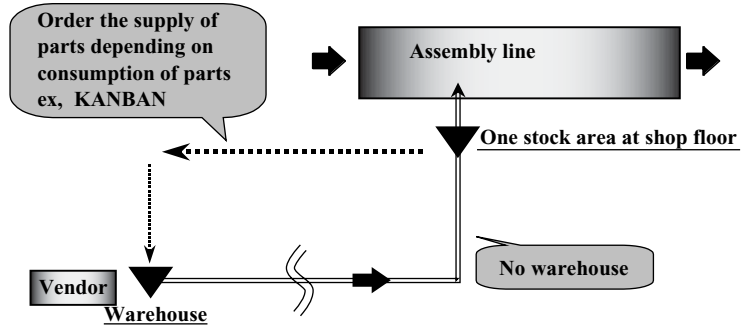 Order the supply of
parts depending on
consumption of parts
ex, KANBAN
Assembly line
One stock area at shop floor
No warehouse
Vendor
Warehouse